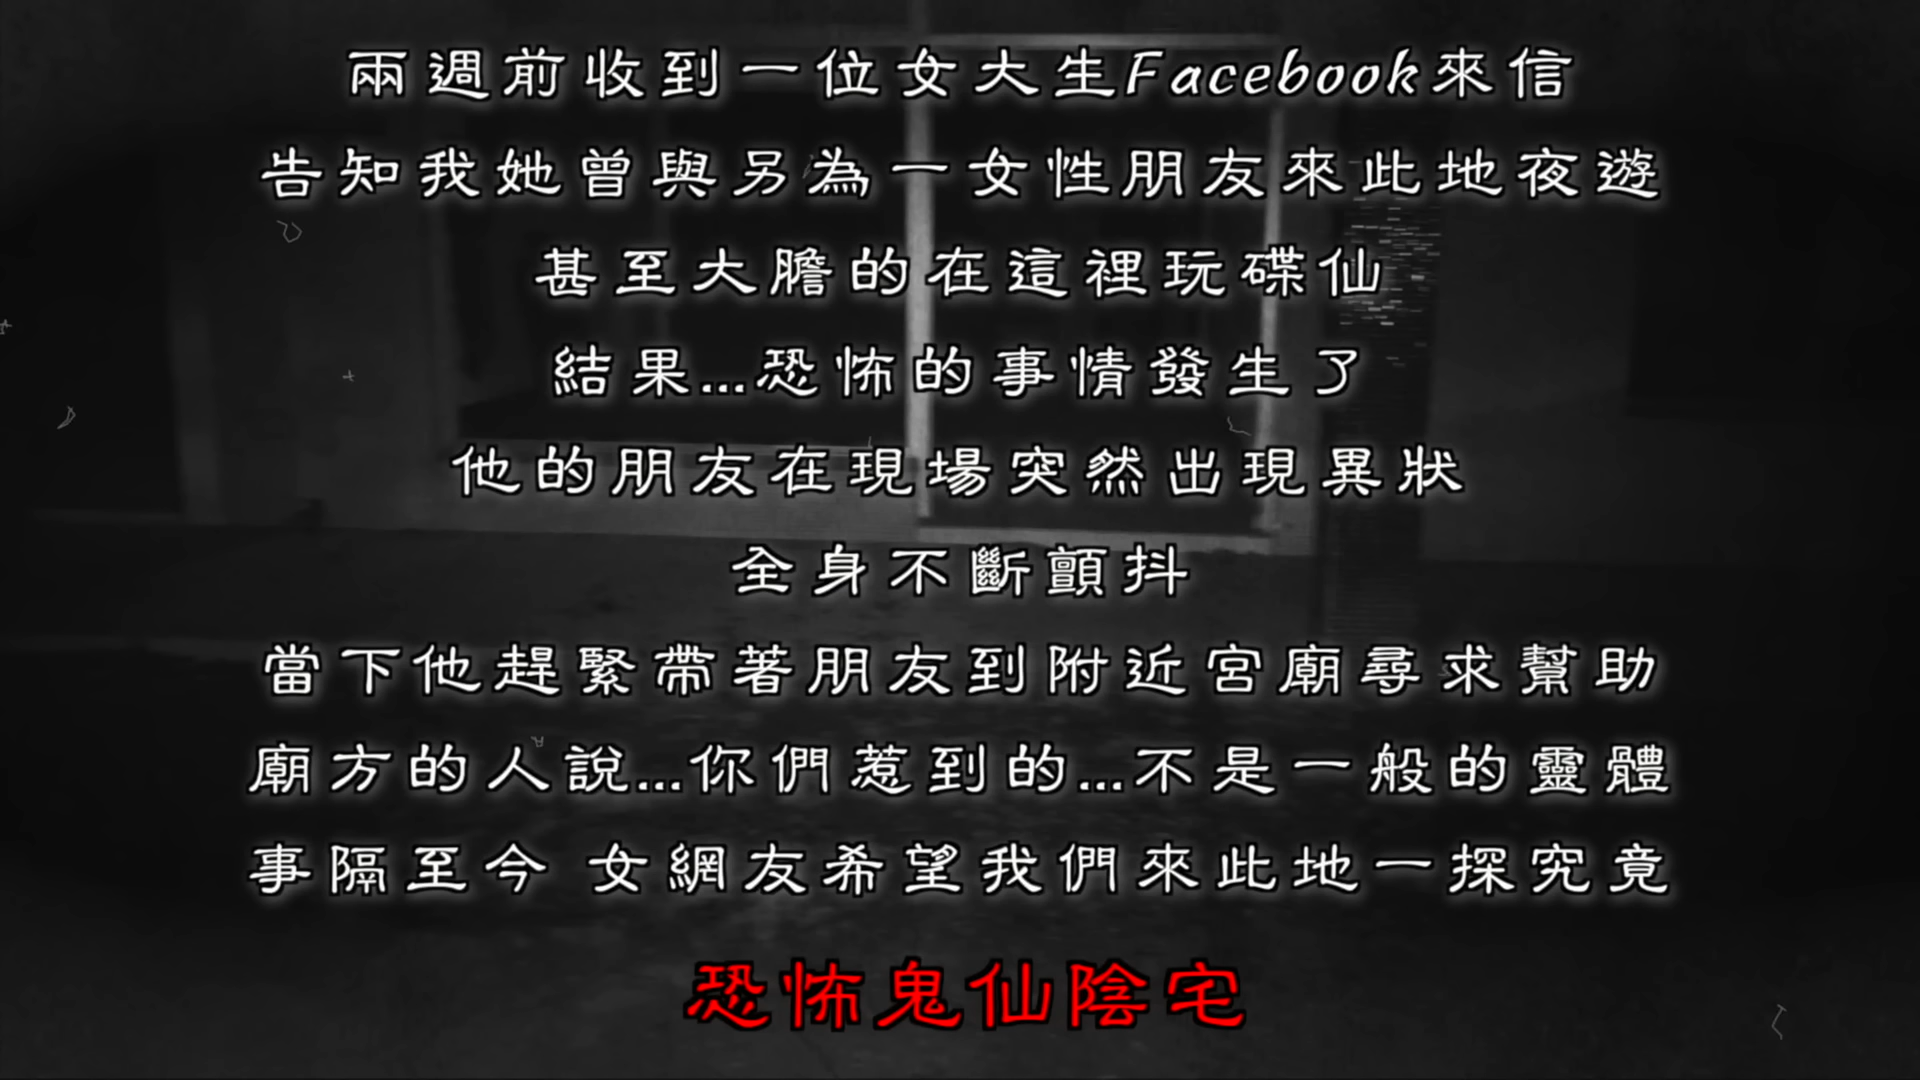 兩週前收到一位女大生Facebook來信
告知我她曾與另為一女性朋友來此地夜遊
甚至大膽的在這裡玩碟仙
結果...恐怖的事情發生了
他的朋友在現場突然出現異狀
全身不斷顫抖
當下他趕緊帶著朋友到附近宮廟尋求幫助
廟方的人說...你們惹到的...不是一般的靈體
事隔至今 女網友希望我們來此地一探究竟
恐怖鬼仙陰宅